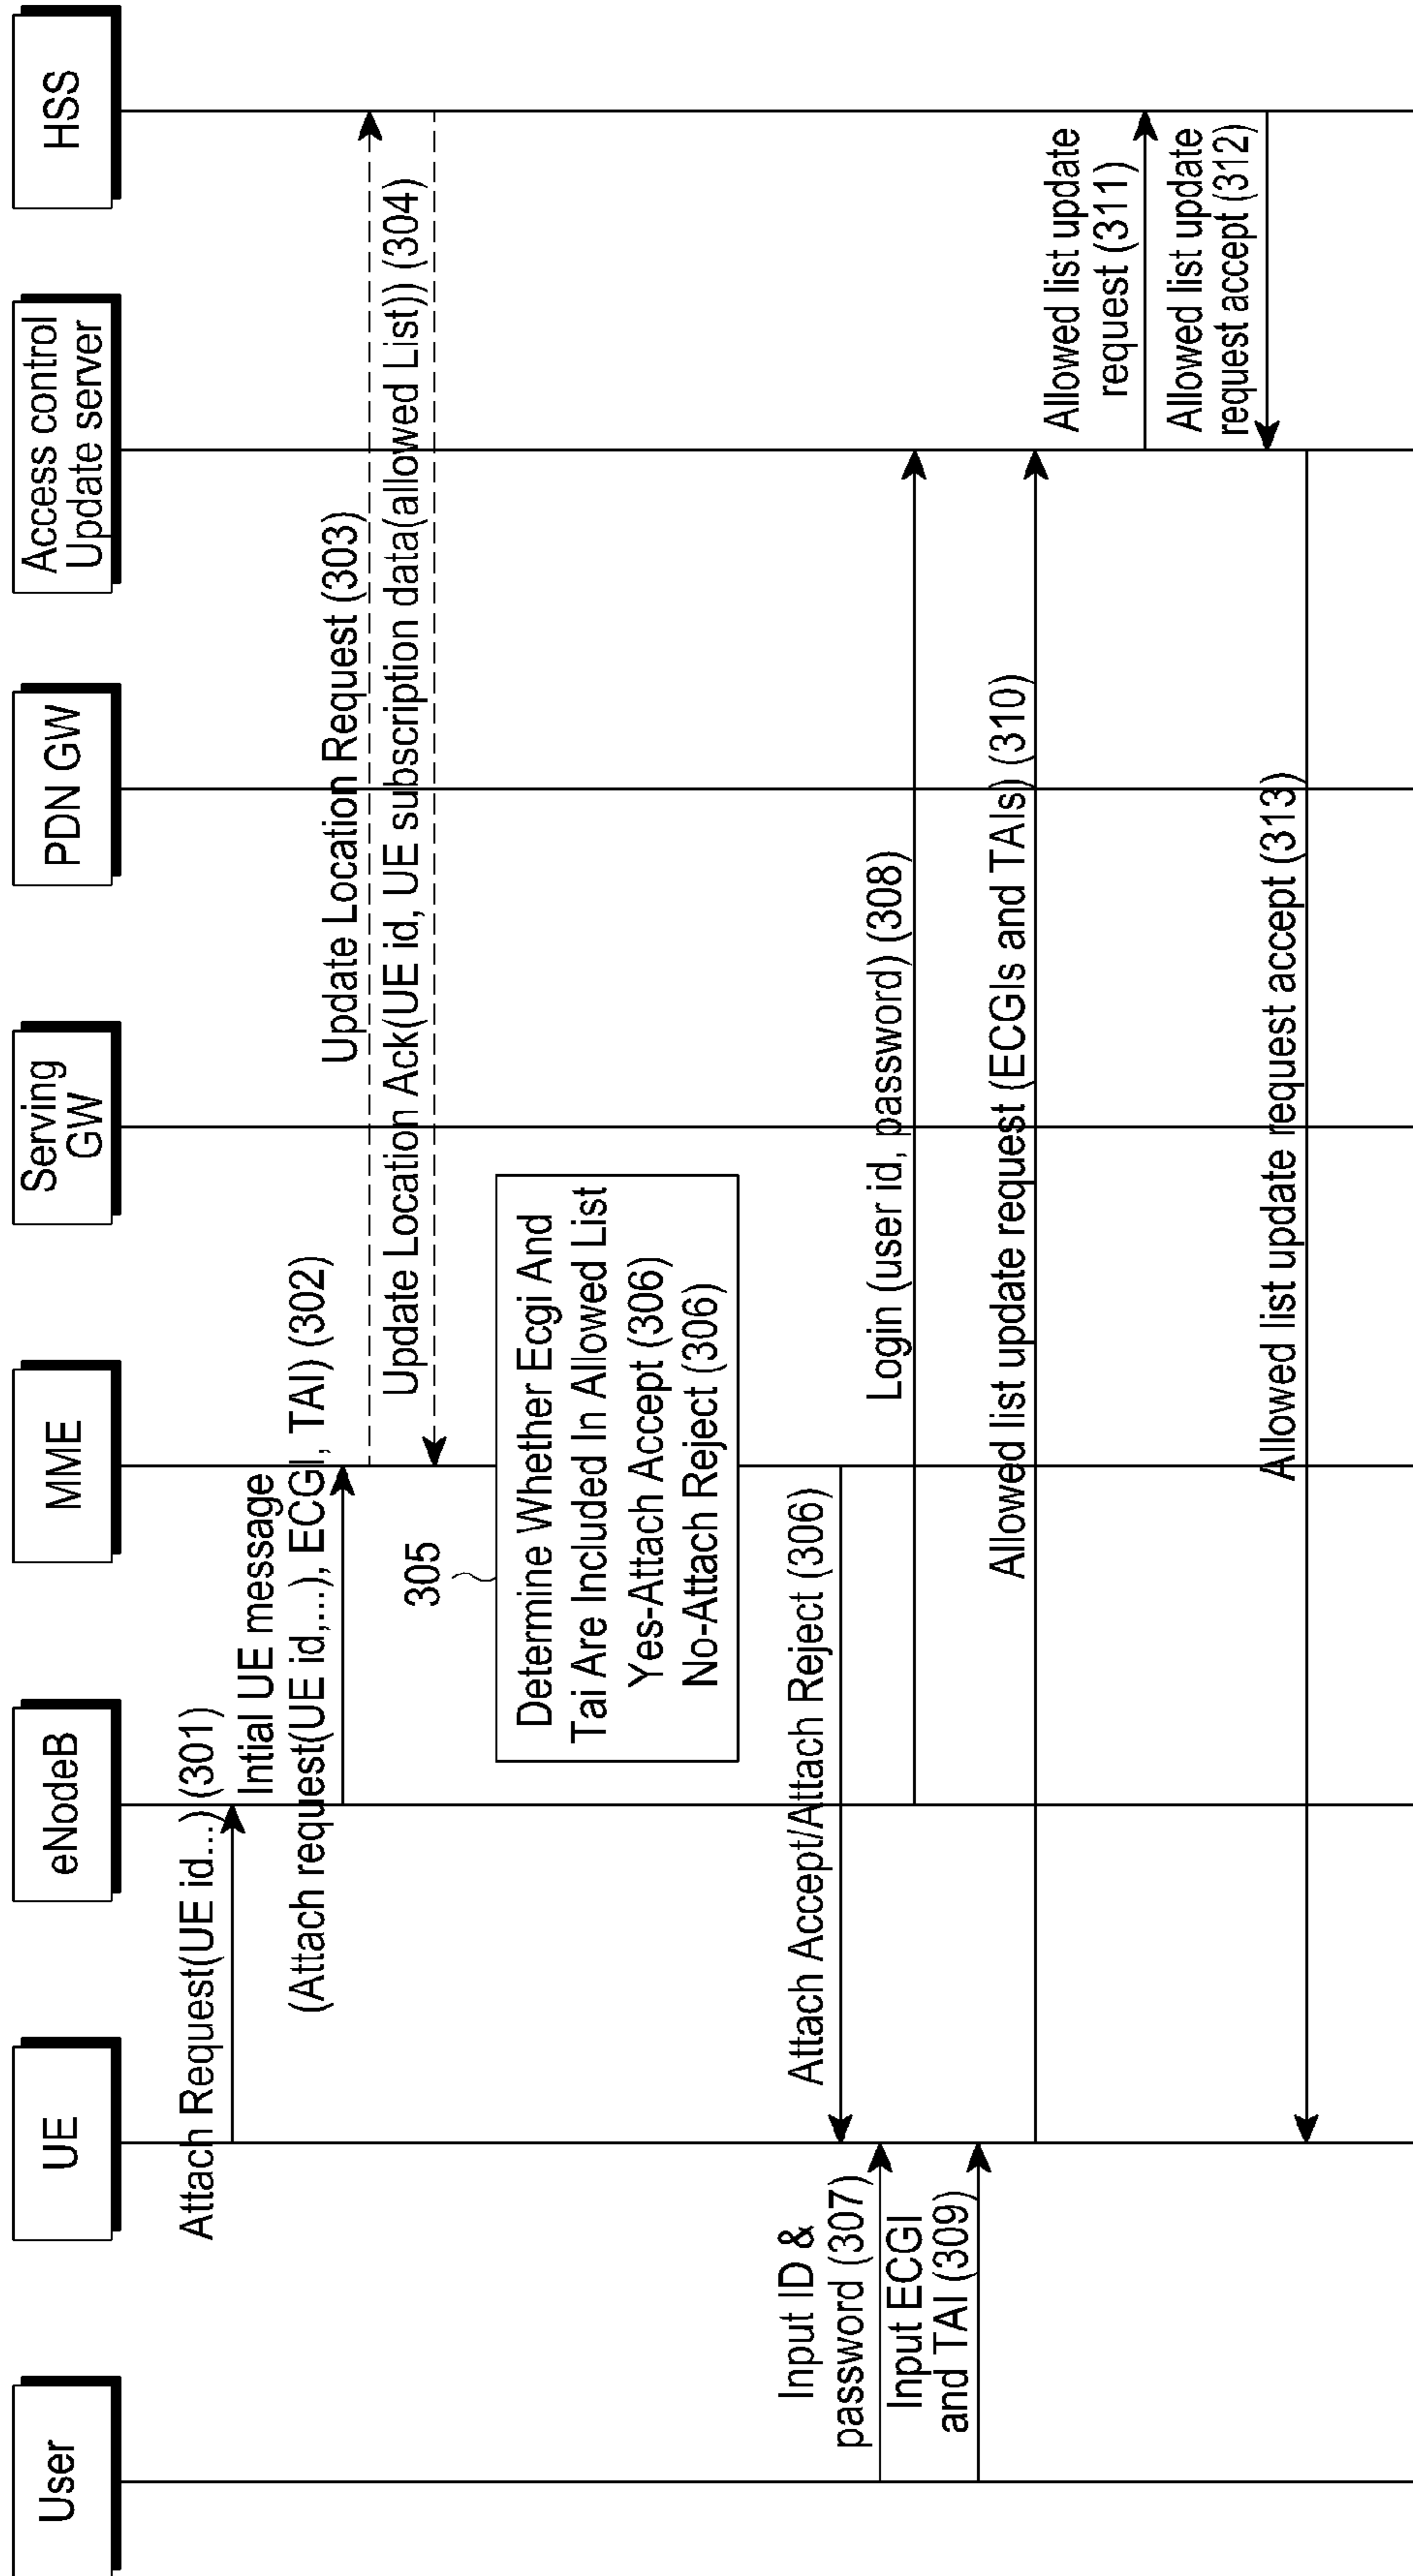 User
UE
eNodeB
MME
Serving
GW
PDN GW
Access control
Update server
HSS
Attach Request(UE id...) (301)
Intial UE message
(Attach request(UE id,...), ECGI, TAI) (302)
Update Location Request (303)
Update Location Ack(UE id, UE subscription data(allowed List)) (304)
305
Determine Whether Ecgi And
Tai Are Included In Allowed List
Yes-Attach Accept (306)
No-Attach Reject (306)
Attach Accept/Attach Reject (306)
Input ID &
password (307)
Login (user id, password) (308)
Input ECGI
and TAI (309)
Allowed list update request (ECGIs and TAIs) (310)
Allowed list update
request (311)
Allowed list update
request accept (312)
Allowed list update request accept (313)